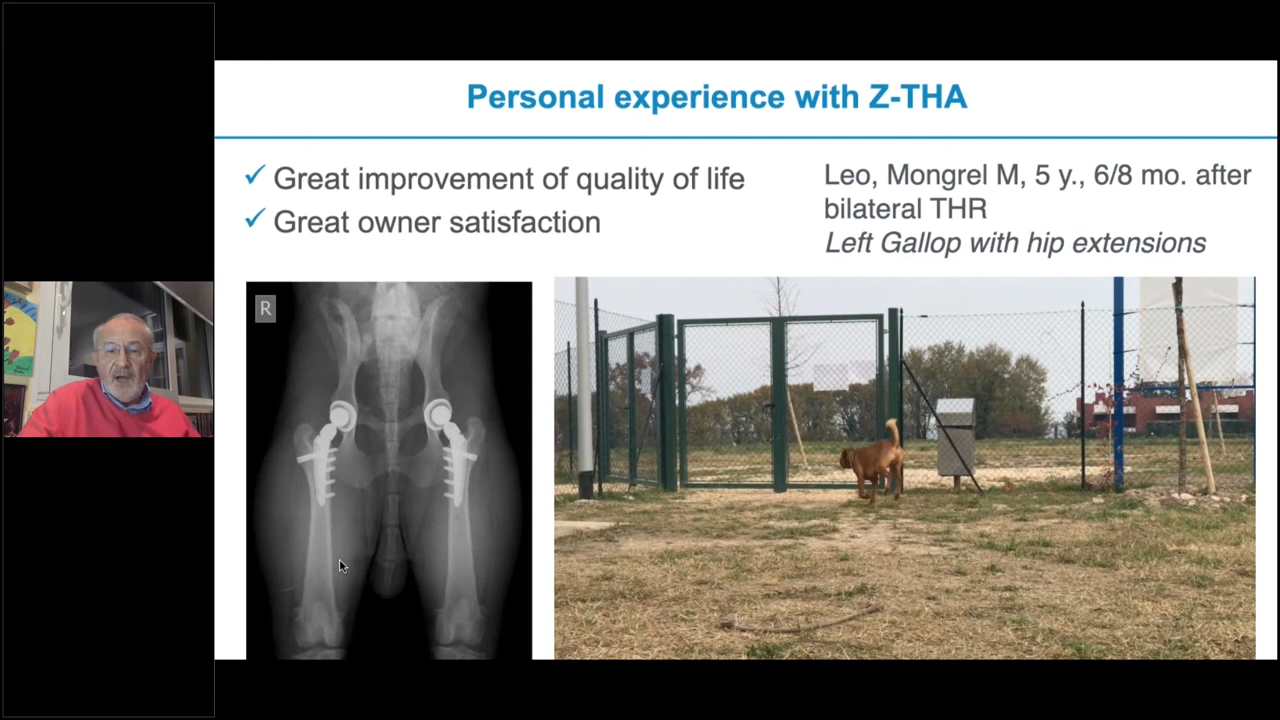 Personal experience with Z-THA
✓ Great improvement of quality of life
✓ Great owner satisfaction
Leo, Mongrel M, 5 y., 6/8 mo. after
bilateral THR
Left Gallop with hip extensions
R